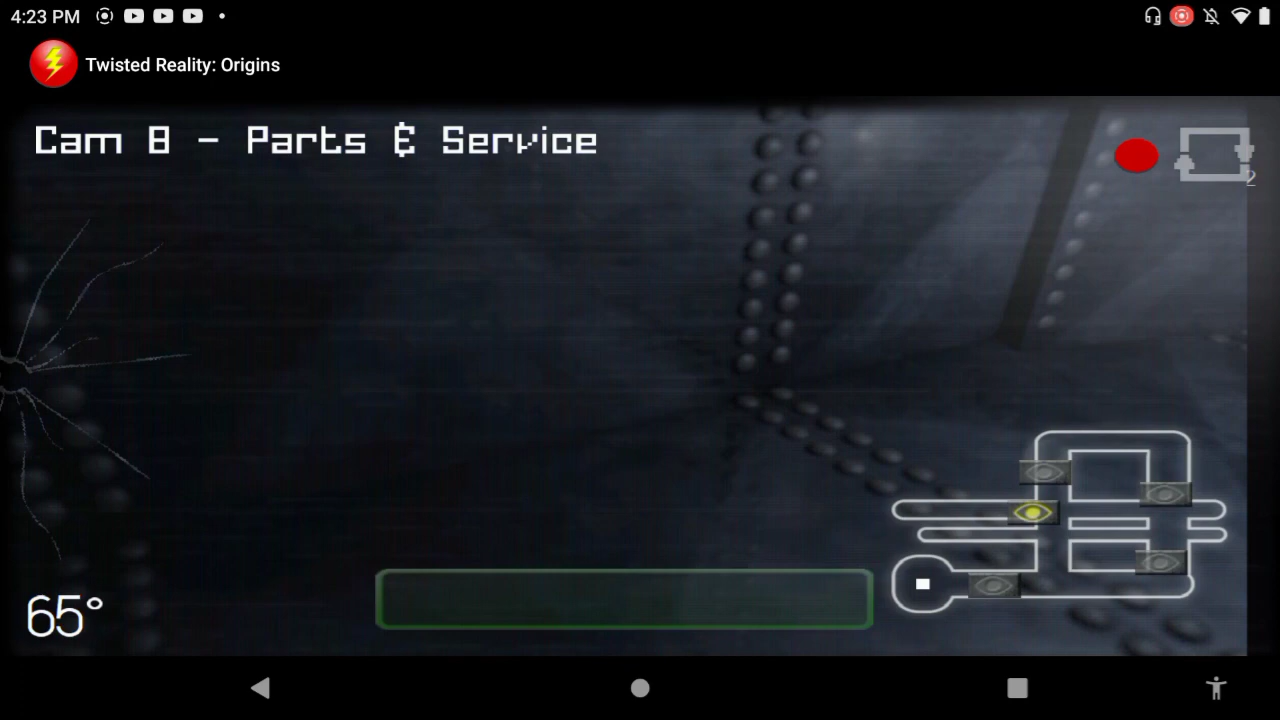 4:23 PM
Twisted Reality: Origins
Cam 8 - Parts & Service
2
65°